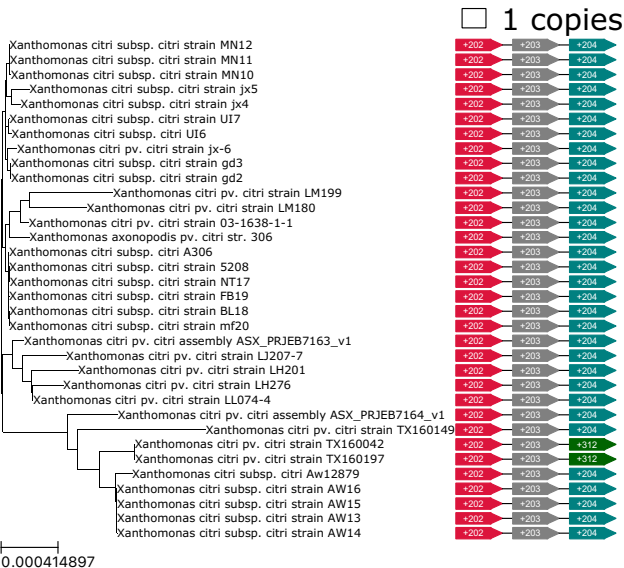 1 copies
Xanthomonas citri subsp. citri strain MN12 +202 +203 +204
Xanthomonas citri subsp. citri strain MN11 +202 +203 +204
Xanthomonas citri subsp. citri strain MN10 +202 +203 +204
Xanthomonas citri subsp. citri strain jx5 +202 +203 +204
Xanthomonas citri subsp. citri strain jx4 +202 +203 +204
Xanthomonas citri subsp. citri strain UI7 +202 +203 +204
Xanthomonas citri subsp. citri UI6 +202 +203 +204
Xanthomonas citri pv. citri strain jx-6 +202 +203 +204
Xanthomonas citri subsp. citri strain gd3 +202 +203 +204
Xanthomonas citri subsp. citri strain gd2 +202 +203 +204
Xanthomonas citri pv. citri strain LM199 +202 +203 +204
Xanthomonas citri pv. citri strain LM180 +202 +203 +204
Xanthomonas citri pv. citri strain 03-1638-1-1 +202 +203 +204
Xanthomonas axonopodis pv. citri str. 306 +202 +203 +204
Xanthomonas citri subsp. citri A306 +202 +203 +204
Xanthomonas citri subsp. citri strain 5208 +202 +203 +204
Xanthomonas citri subsp. citri strain NT17 +202 +203 +204
Xanthomonas citri subsp. citri strain FB19 +202 +203 +204
Xanthomonas citri subsp. citri strain BL18 +202 +203 +204
Xanthomonas citri subsp. citri strain mf20 +202 +203 +204
Xanthomonas citri pv. citri assembly ASX_PRJEB7163_v1 +202 +203 +204
Xanthomonas citri pv. citri strain LJ207-7 +202 +203 +204
Xanthomonas citri pv. citri strain LH201 +202 +203 +204
Xanthomonas citri pv. citri strain LH276 +202 +203 +204
Xanthomonas citri pv. citri strain LL074-4 +202 +203 +204
Xanthomonas citri pv. citri assembly ASX_PRJEB7164_v1 +202 +203 +204
Xanthomonas citri pv. citri strain TX160149 +202 +203 +204
Xanthomonas citri pv. citri strain TX160042 +202 +203 +312
Xanthomonas citri pv. citri strain TX160197 +202 +203 +312
Xanthomonas citri subsp. citri Aw12879 +202 +203 +204
Xanthomonas citri subsp. citri strain AW16 +202 +203 +204
Xanthomonas citri subsp. citri strain AW15 +202 +203 +204
Xanthomonas citri subsp. citri strain AW13 +202 +203 +204
Xanthomonas citri subsp. citri strain AW14 +202 +203 +204
0.000414897